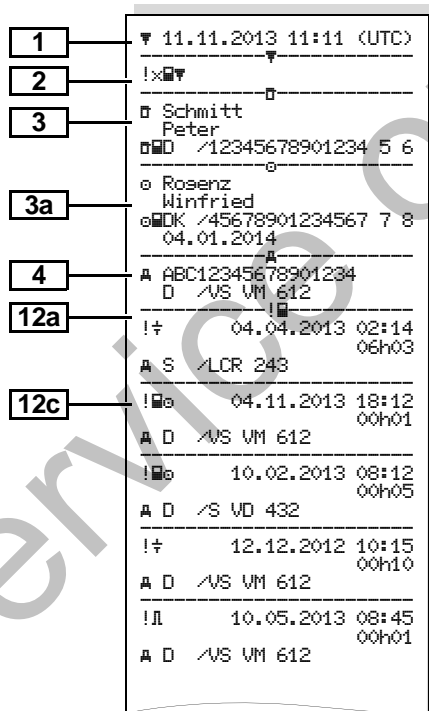 1
▼ 11.11.2013 11:11 (UTC)
2
!x▼
3
Schmitt
Peter
D /12345678901234 5 6
3a
Rogenz
Winfried
DK /45678901234567 7 8
04.01.2014
4
A ABC12345678901234
D /VS VM 612
12a
!÷ 04.04.2013 02:14
06h03
A S /LCR 243
12c
! 04.11.2013 18:12
00h01
A D /VS VM 612
! 10.02.2013 08:12
00h05
A D /S VD 432
!÷ 12.12.2012 10:15
00h10
A D /VS VM 612
!Л 10.05.2013 08:45
00h01
A D /VS VM 612
service